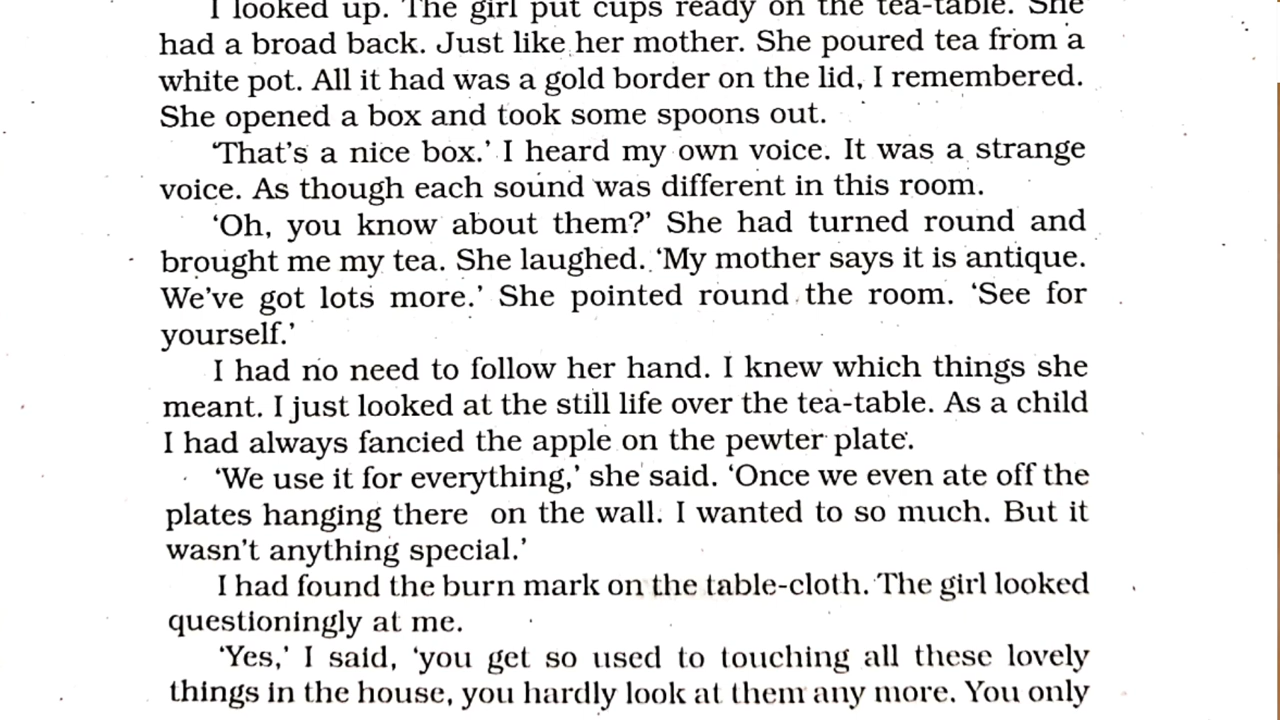 I looked up. The girl put cups ready on the tea-table. She
had a broad back. Just like her mother. She poured tea from a
white pot. All it had was a gold border on the lid, I remembered.
She opened a box and took some spoons out.
‘That’s a nice box.’ I heard my own voice. It was a strange
voice. As though each sound was different in this room.
‘Oh, you know about them?’ She had turned round and
brought me my tea. She laughed. ‘My mother says it is antique.
We’ve got lots more.’ She pointed round the room. ‘See for
yourself.’
I had no need to follow her hand. I knew which things she
meant. I just looked at the still life over the tea-table. As a child
I had always fancied the apple on the pewter plate.
‘We use it for everything,’ she said. ‘Once we even ate off the
plates hanging there on the wall. I wanted to so much. But it
wasn’t anything special.’
I had found the burn mark on the table-cloth. The girl looked
questioningly at me.
‘Yes,’ I said, ‘you get so used to touching all these lovely
things in the house, you hardly look at them any more. You only